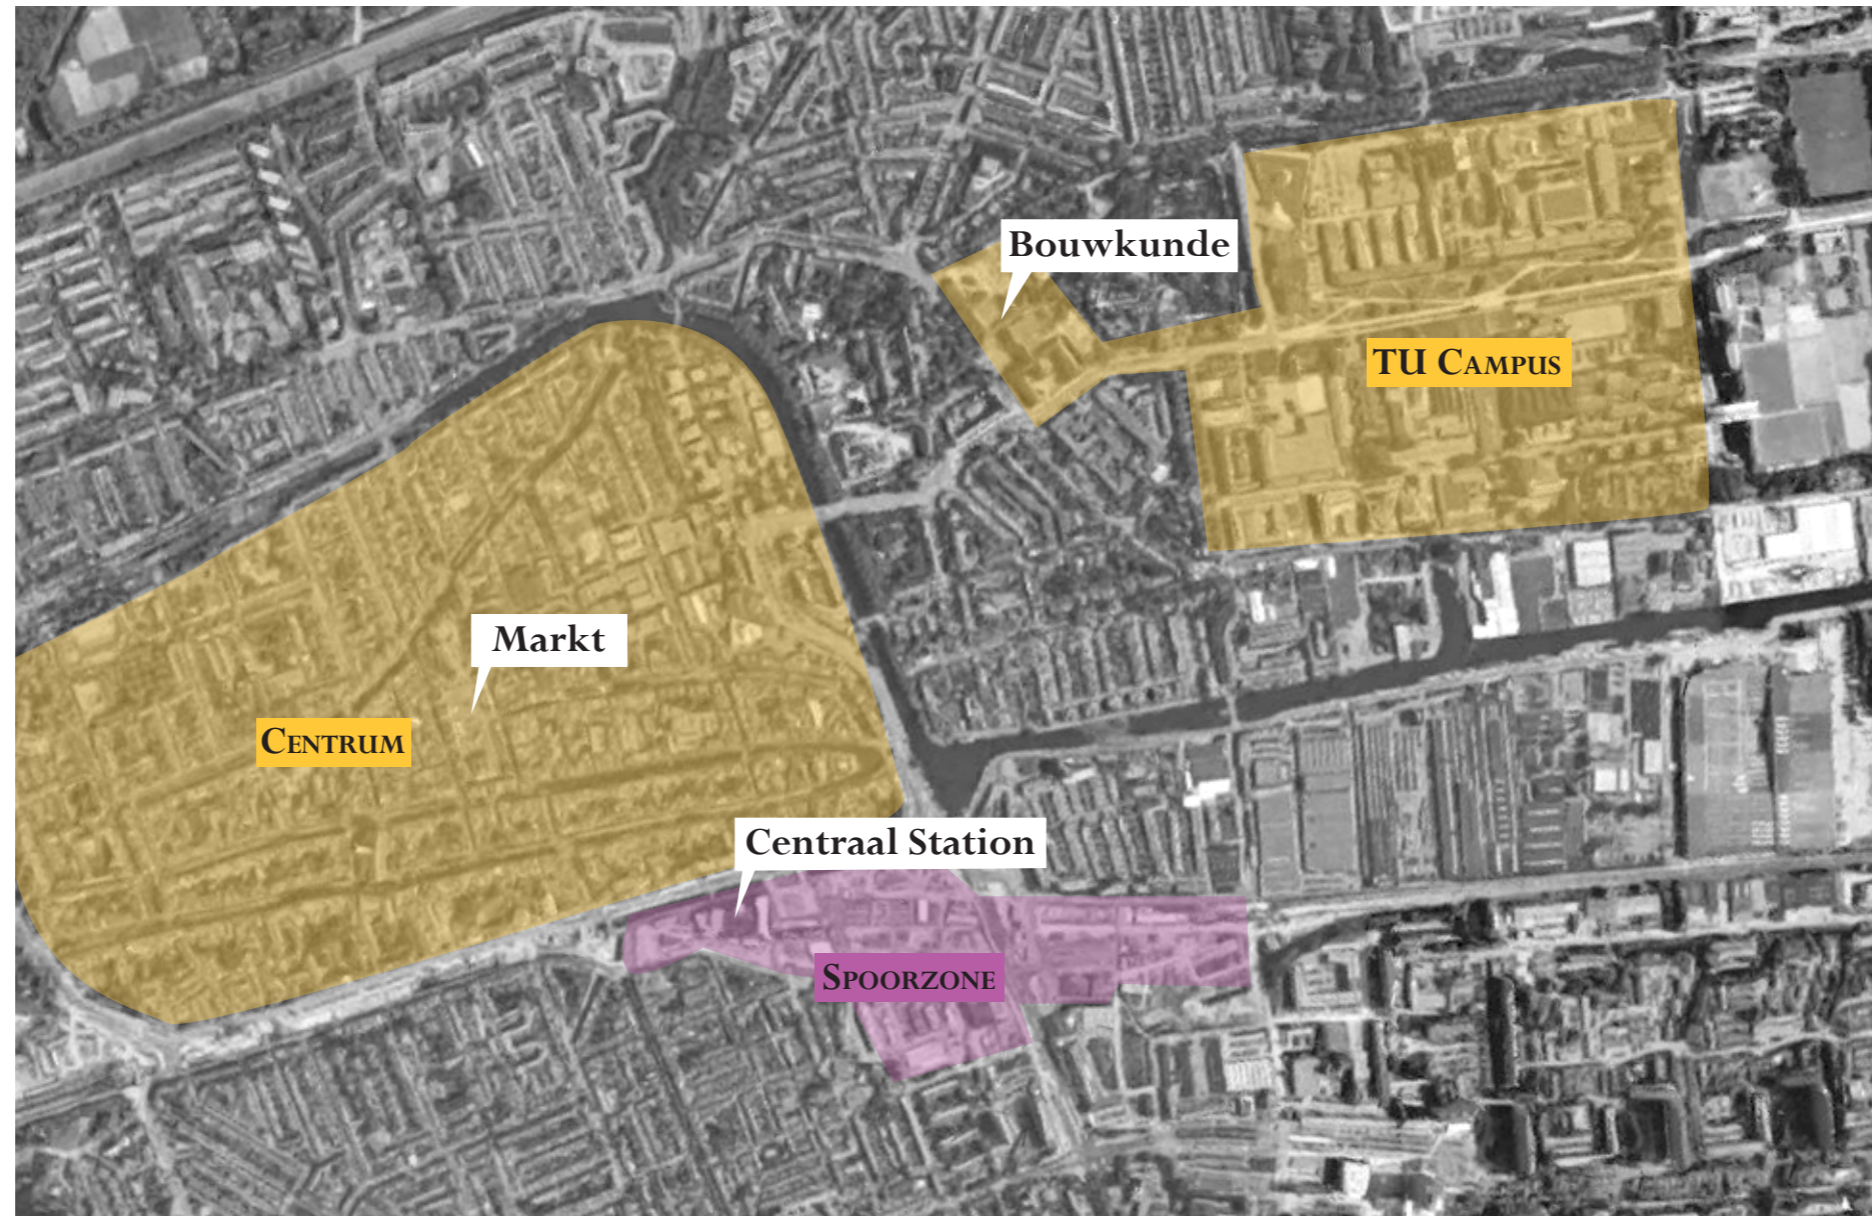 Bouwkunde
TU Campus
Markt
Centrum
Centraal Station
Spoorzone